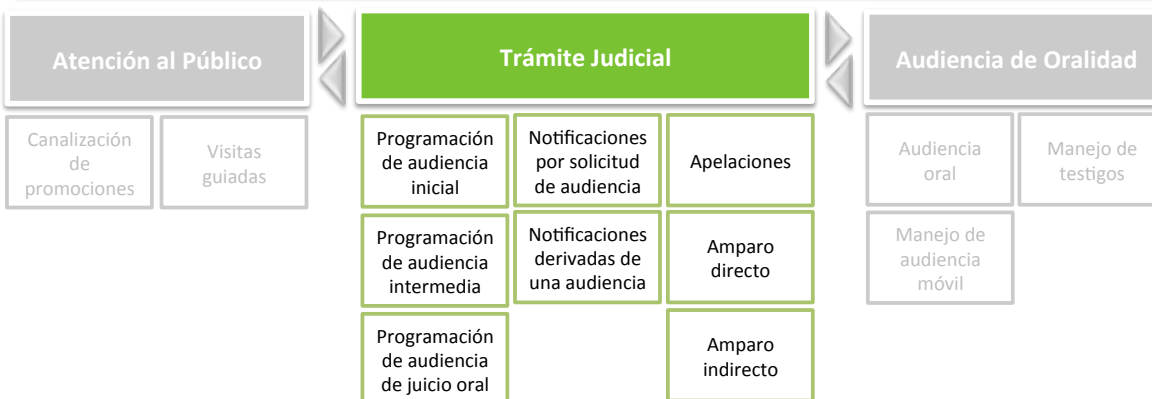 Atención al Público
Canalización
de
promociones
Visitas
guiadas
Trámite Judicial
Programación
de audiencia
inicial
Notificaciones
por solicitud
de audiencia
Apelaciones
Programación
de audiencia
intermedia
Notificaciones
derivadas de
una audiencia
Amparo
directo
Programación
de audiencia
de juicio oral
Amparo
indirecto
Audiencia de Oralidad
Audiencia
oral
Manejo de
testigos
Manejo de
audiencia
móvil